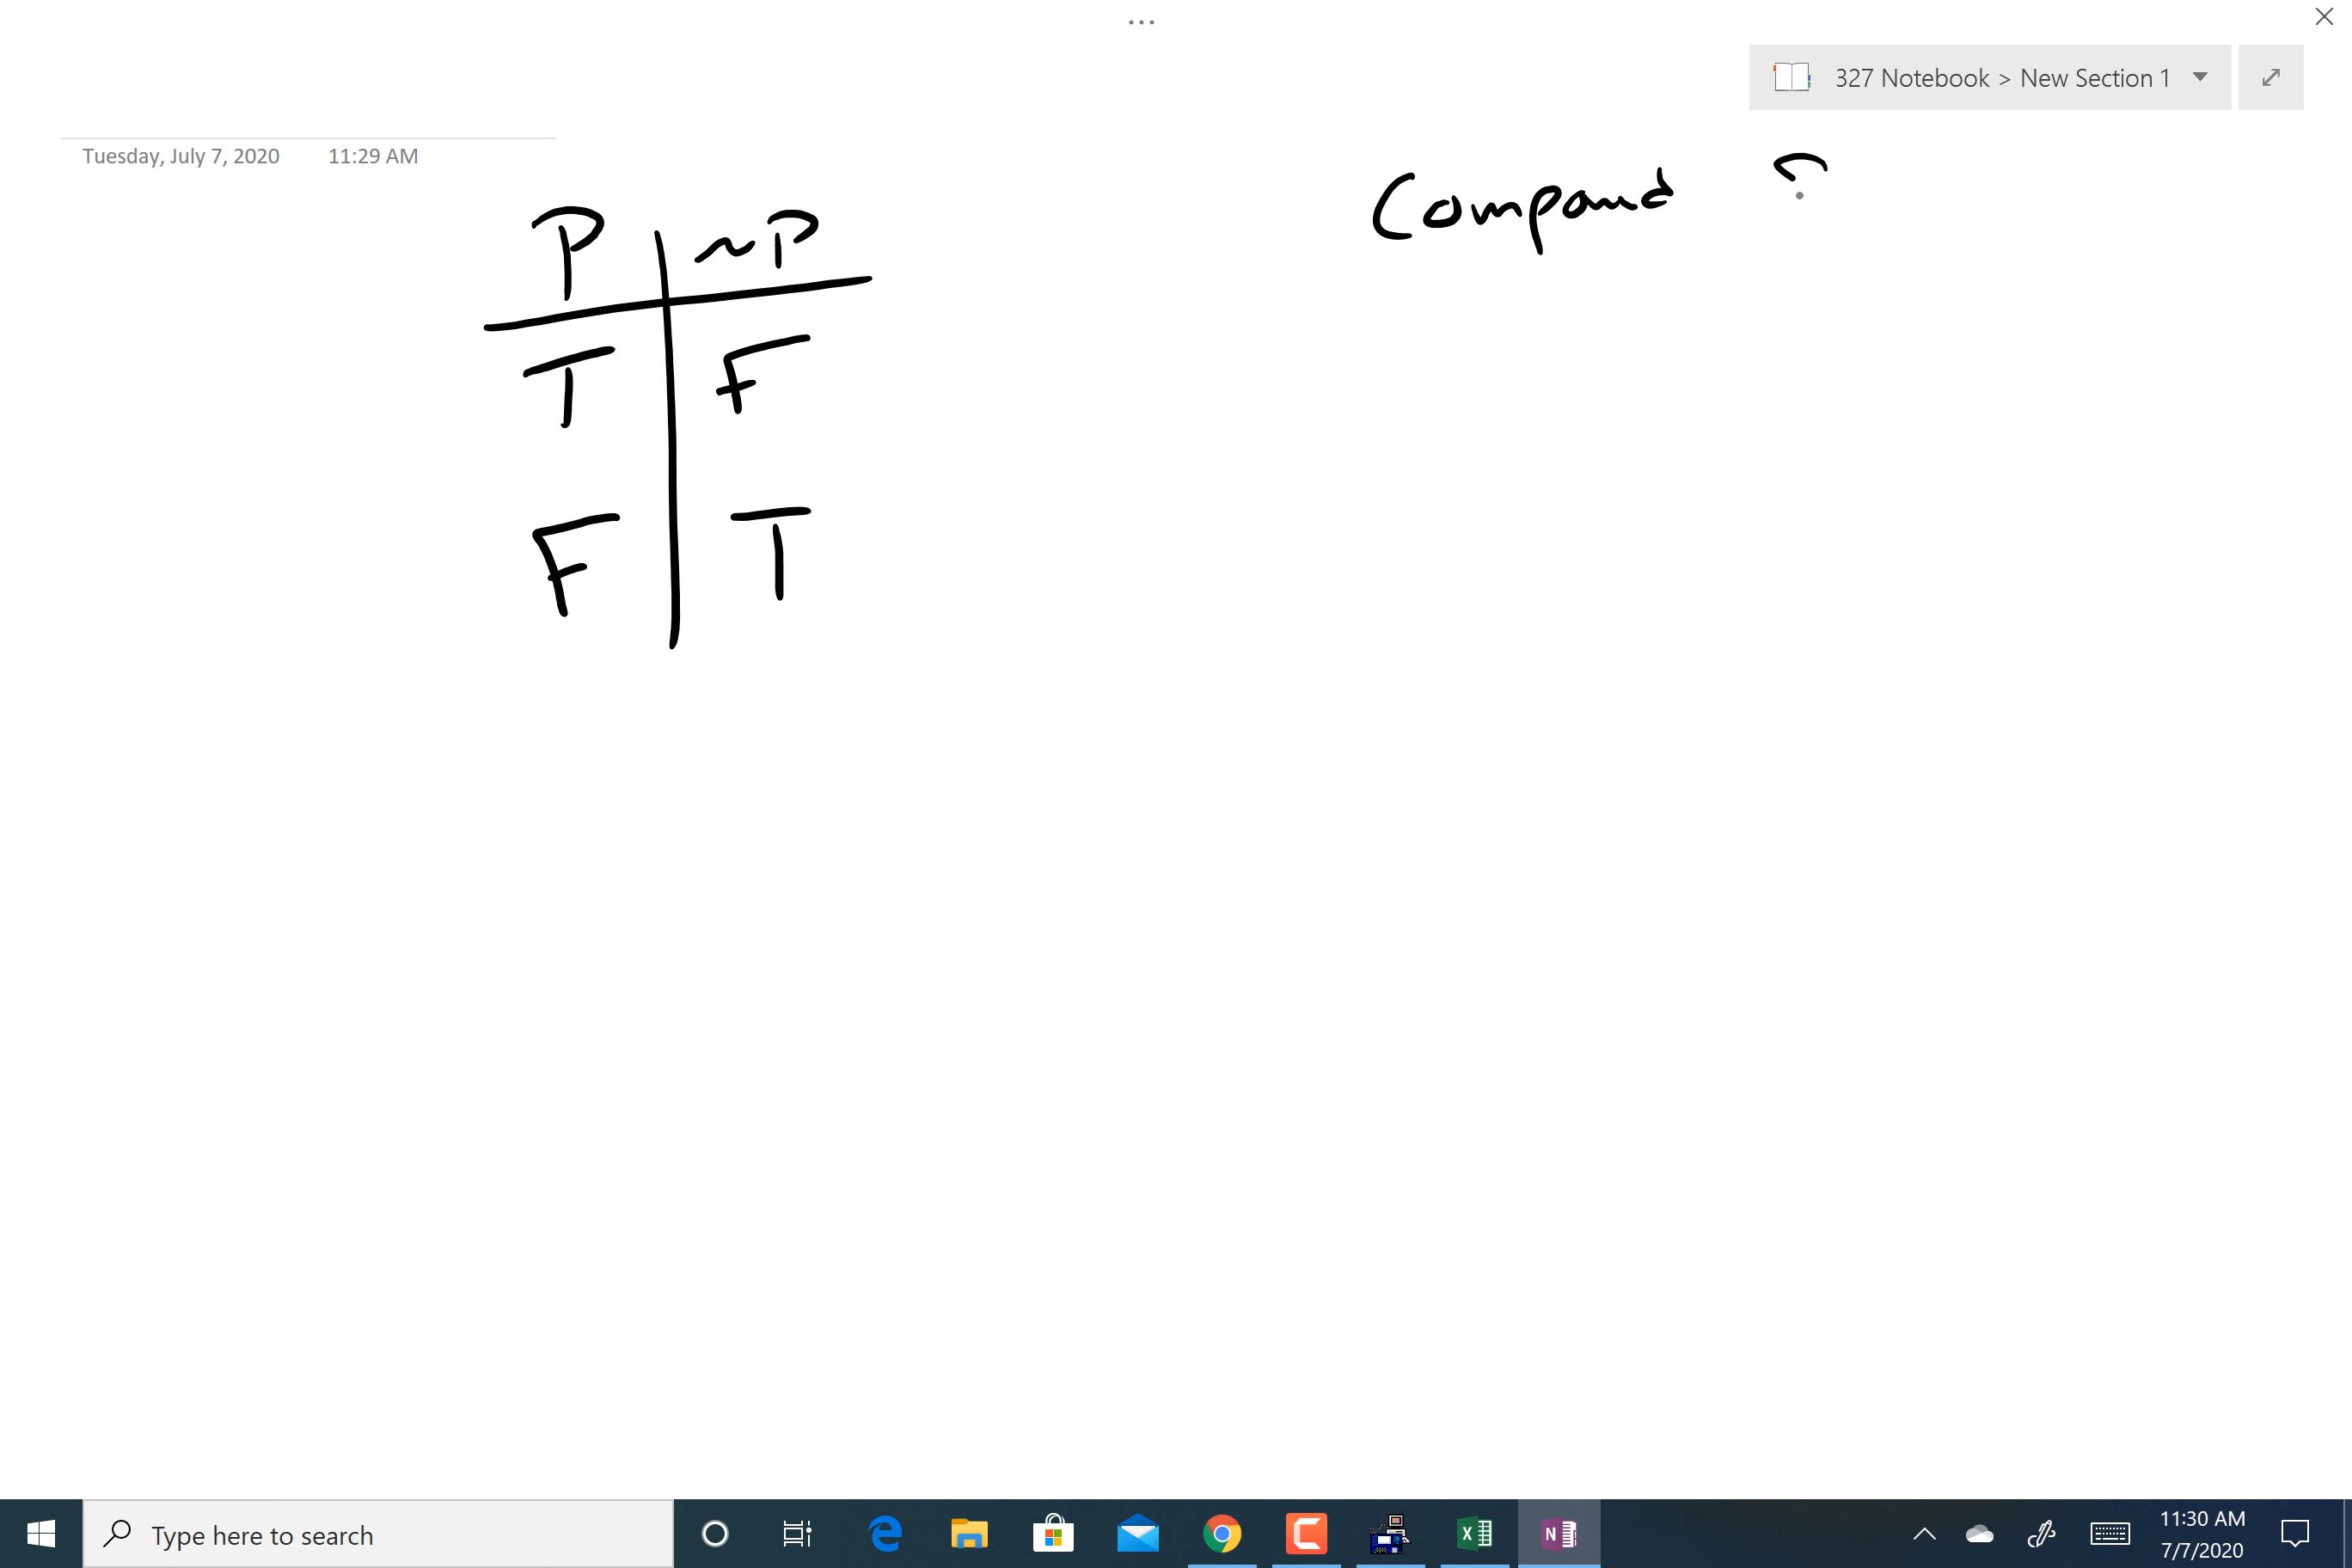 327 Notebook > New Section 1
Tuesday, July 7, 2020 11:29 AM
P ~P
T F
F T
Type here to search
11:30 AM
7/7/2020